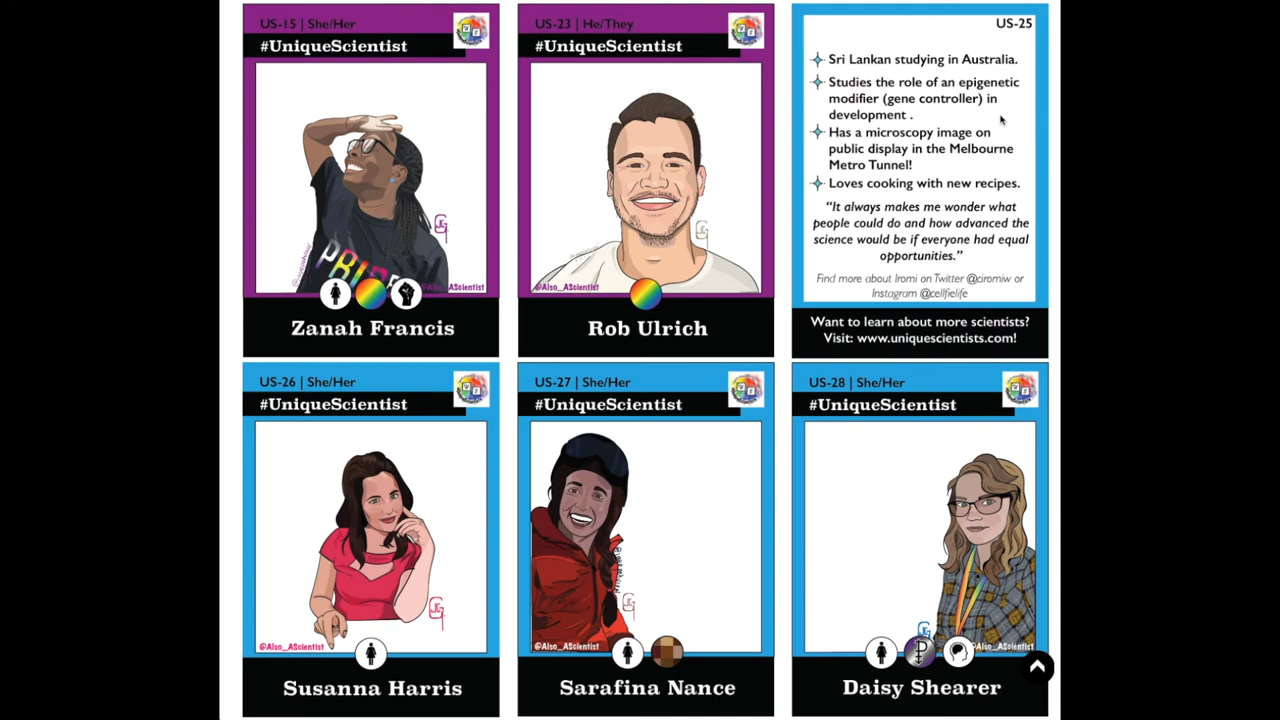 US-15 | She/Her
#UniqueScientist
PRIDE
@Also_AScientist
Zanah Francis
US-23 | He/They
#UniqueScientist
@Also_AScientist
Rob Ulrich
US-25
Sri Lankan studying in Australia.
Studies the role of an epigenetic
modifier (gene controller) in
development .
Has a microscopy image on
public display in the Melbourne
Metro Tunnel!
Loves cooking with new recipes.
“It always makes me wonder what
people could do and how advanced the
science would be if everyone had equal
opportunities.”
Find more about Iromi on Twitter @ciromiw or
Instagram @cellfielife
Want to learn about more scientists?
Visit: www.uniquescientists.com!
US-26 | She/Her
#UniqueScientist
@Also_AScientist
Susanna Harris
US-27 | She/Her
#UniqueScientist
@Also_AScientist
Sarafina Nance
US-28 | She/Her
#UniqueScientist
@Also_AScientist
Daisy Shearer